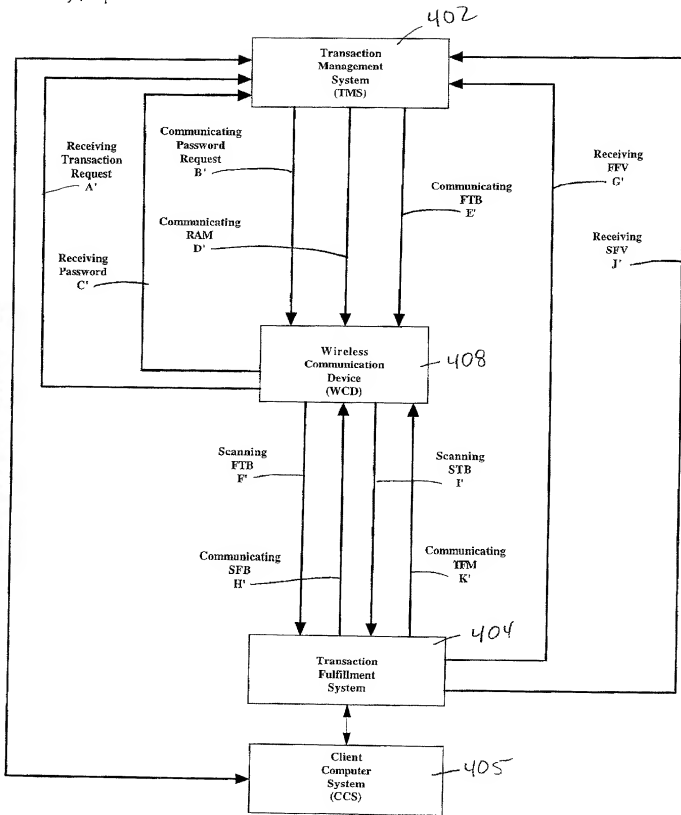 402
Transaction
Management
System
(TMS)
Receiving
Transaction
Request
A'
Communicating
Password
Request
B'
Receiving
FFV
G'
Communicating
FTB
E'
Communicating
RAM
D'
Receiving
SFV
J'
Receiving
Password
C'
Wireless
Communication
Device
(WCD)
408
Scanning
FTB
F'
Scanning
STB
I'
Communicating
SFB
H'
Communicating
TFM
K'
404
Transaction
Fulfillment
System
Client
Computer
System
(CCS)
405